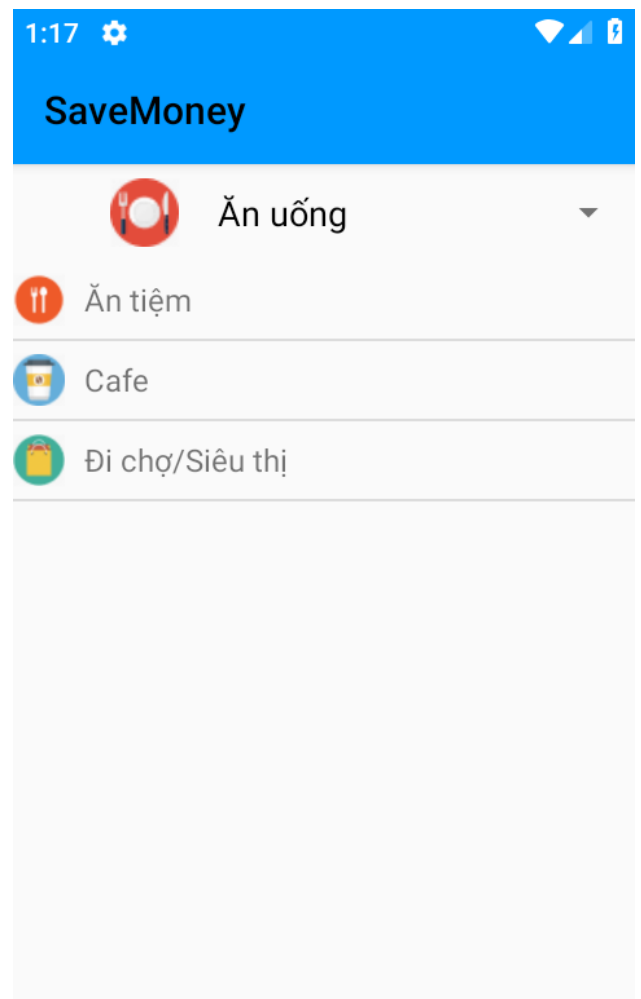 1:17
SaveMoney
Ăn uống
Ăn tiệm
Cafe
Đi chợ/Siêu thị